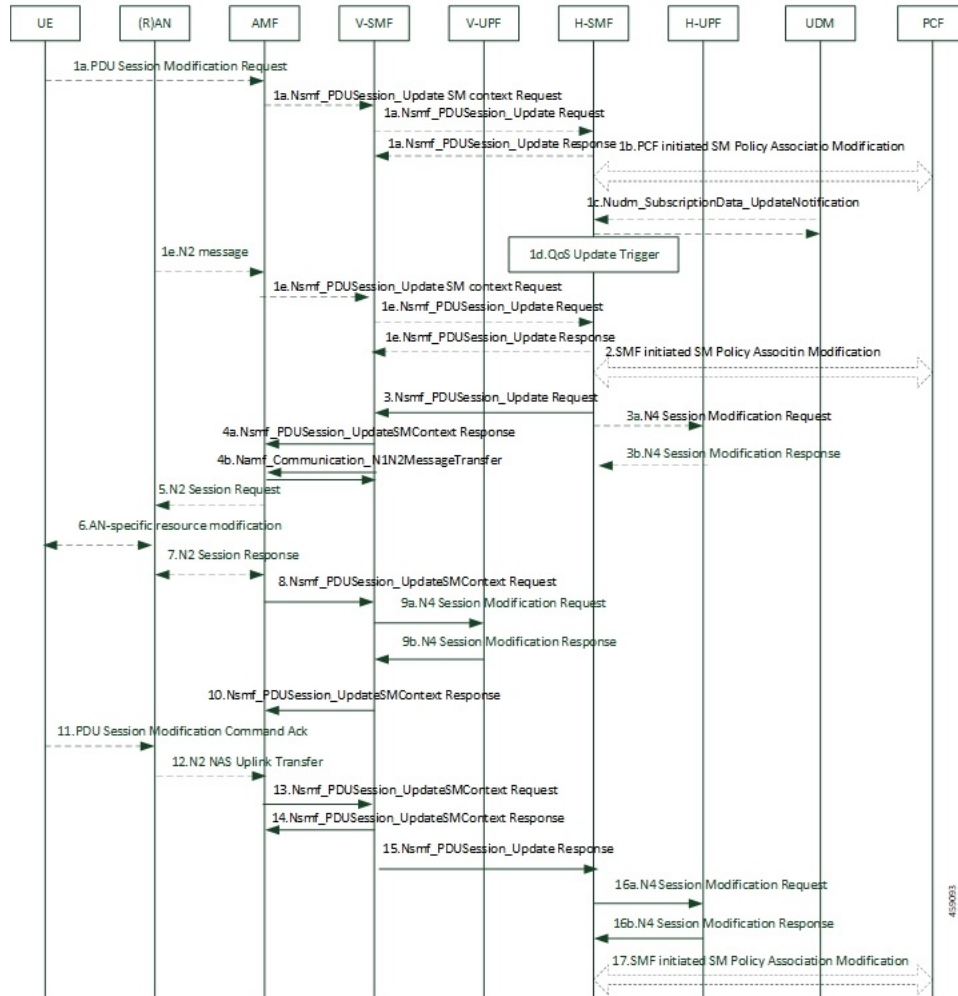 UE (R)AN AMF V-SMF V-UPF H-SMF H-UPF UDM PCF
1a.PDU Session Modification Request
1a.Nsmf_PDUSession_Update SM context Request
1a.Nsmf_PDUSession_Update Request
1a.Nsmf_PDUSession_Update Response
1b.PCF initiated SM Policy Associatio Modification
1c.Nudm_SubscriptionData_UpdateNotification
1d.QoS Update Trigger
1e.N2 message
1e.Nsmf_PDUSession_Update SM context Request
1e.Nsmf_PDUSession_Update Request
1e.Nsmf_PDUSession_Update Response
2.SMF initiated SM Policy Associtin Modification
3.Nsmf_PDUSession_Update Request
3a.N4 Session Modification Request
4a.Nsmf_PDUSession_UpdateSMContext Response
4b.Namf_Communication_N1N2MessageTransfer
3b.N4 Session Modification Response
5.N2 Session Request
6.AN-specific resource modification
7.N2 Session Response
8.Nsmf_PDUSession_UpdateSMContext Request
9a.N4 Session Modification Request
9b.N4 Session Modification Response
10.Nsmf_PDUSession_UpdateSMContext Response
11.PDU Session Modification Command Ack
12.N2 NAS Uplink Transfer
13.Nsmf_PDUSession_UpdateSMContext Request
14.Nsmf_PDUSession_UpdateSMContext Response
15.Nsmf_PDUSession_Update Response
16a.N4 Session Modification Request
16b.N4 Session Modification Response
17.SMF initiated SM Policy Association Modification
459093